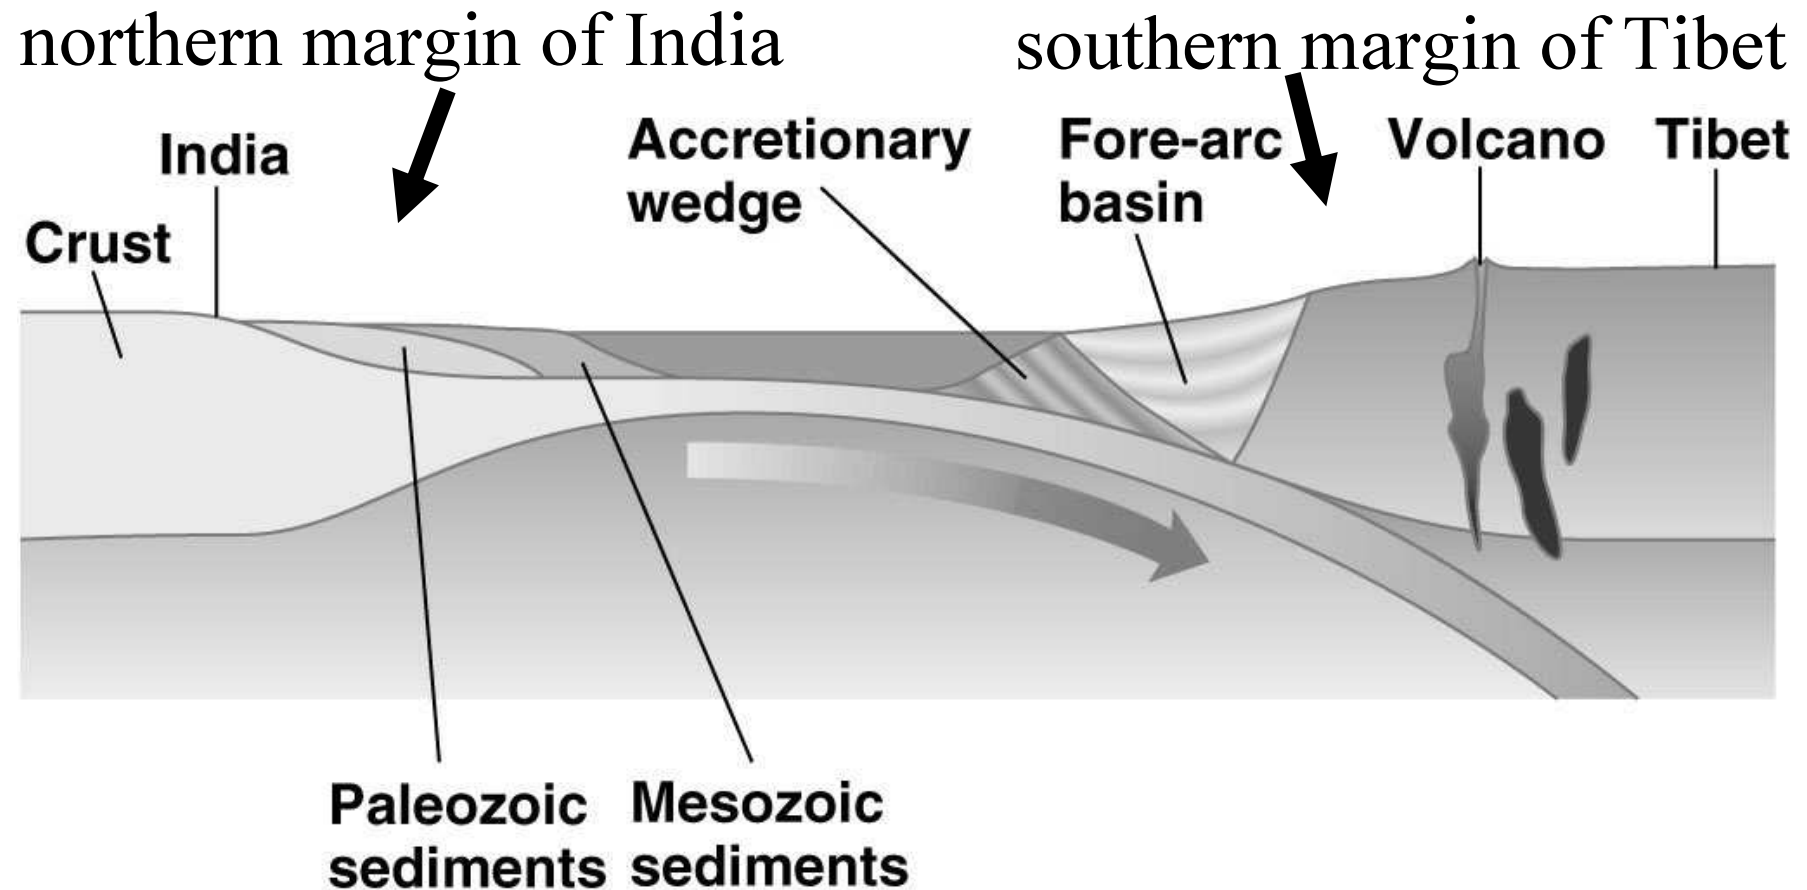 northern margin of India
southern margin of Tibet
India
Accretionary
wedge
Fore-arc
basin
Volcano
Tibet
Crust
Paleozoic
sediments
Mesozoic
sediments